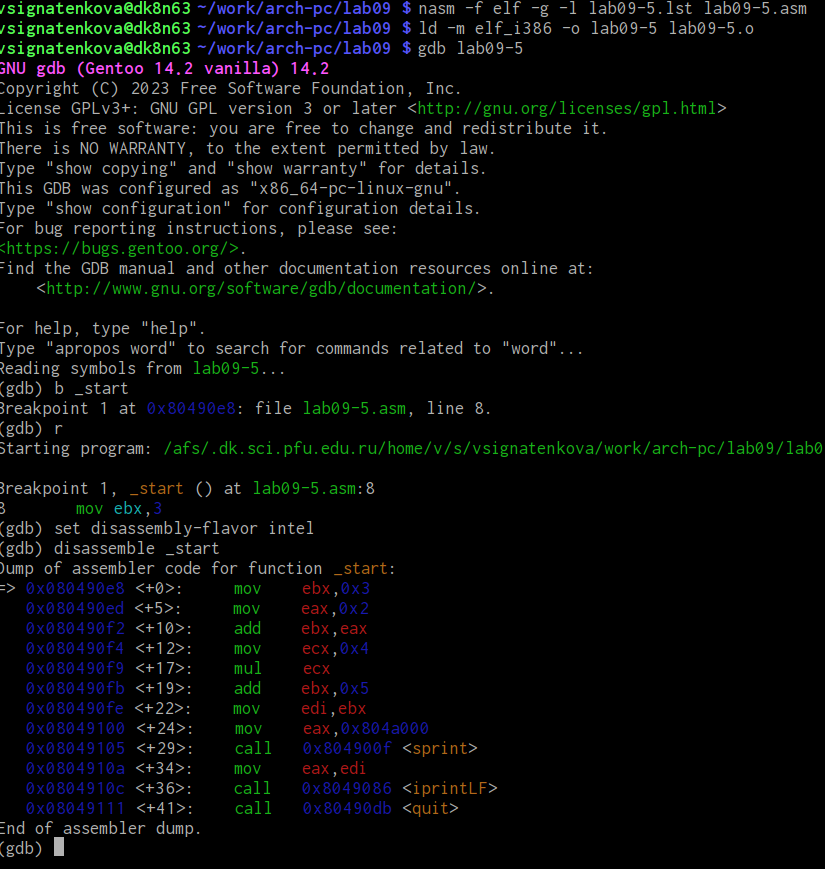 vsignatenkova@dk8n63 ~/work/arch-pc/lab09 $ nasm -f elf -g -l lab09-5.lst lab09-5.asm
vsignatenkova@dk8n63 ~/work/arch-pc/lab09 $ ld -m elf_i386 -o lab09-5 lab09-5.o
vsignatenkova@dk8n63 ~/work/arch-pc/lab09 $ gdb lab09-5
GNU gdb (Gentoo 14.2 vanilla) 14.2
Copyright (C) 2023 Free Software Foundation, Inc.
License GPLv3+: GNU GPL version 3 or later <http://gnu.org/licenses/gpl.html>
This is free software: you are free to change and redistribute it.
There is NO WARRANTY, to the extent permitted by law.
Type "show copying" and "show warranty" for details.
This GDB was configured as "x86_64-pc-linux-gnu".
Type "show configuration" for configuration details.
For bug reporting instructions, please see:
<https://bugs.gentoo.org/>.
Find the GDB manual and other documentation resources online at:
    <http://www.gnu.org/software/gdb/documentation/>.

For help, type "help".
Type "apropos word" to search for commands related to "word"...
Reading symbols from lab09-5...
(gdb) b _start
Breakpoint 1 at 0x80490e8: file lab09-5.asm, line 8.
(gdb) r
Starting program: /afs/.dk.sci.pfu.edu.ru/home/v/s/vsignatenkova/work/arch-pc/lab09/lab0

Breakpoint 1, _start () at lab09-5.asm:8
8       mov ebx,3
(gdb) set disassembly-flavor intel
(gdb) disassemble _start
Dump of assembler code for function _start:
=> 0x080490e8 <+0>:     mov    ebx,0x3
   0x080490ed <+5>:     mov    eax,0x2
   0x080490f2 <+10>:    add    ebx,eax
   0x080490f4 <+12>:    mov    ecx,0x4
   0x080490f9 <+17>:    mul    ecx
   0x080490fb <+19>:    add    ebx,0x5
   0x080490fe <+22>:    mov    edi,ebx
   0x08049100 <+24>:    mov    eax,0x804a000
   0x08049105 <+29>:    call   0x804900f <sprint>
   0x0804910a <+34>:    mov    eax,edi
   0x0804910c <+36>:    call   0x8049086 <iprintLF>
   0x08049111 <+41>:    call   0x80490db <quit>
End of assembler dump.
(gdb)